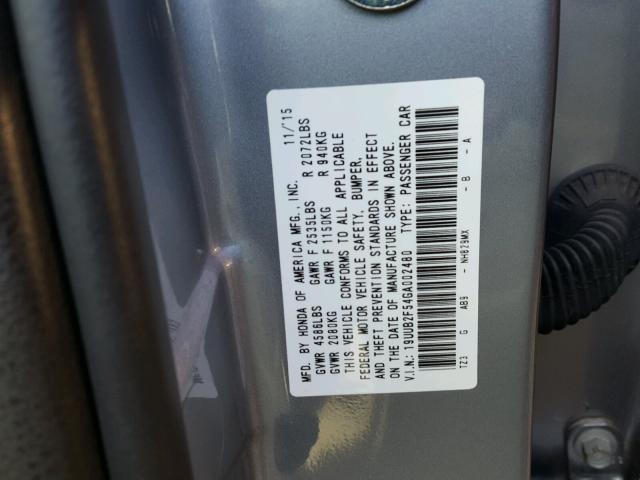 MFD. BY HONDA OF AMERICA MFG., INC. 11/'15
GVWR 4586LBS GAWR F 2535LBS R 2072LBS
GVWR 2080KG GAWR F 1150KG R 940KG
THIS VEHICLE CONFORMS TO ALL APPLICABLE
FEDERAL MOTOR VEHICLE SAFETY, BUMPER,
AND THEFT PREVENTION STANDARDS IN EFFECT
ON THE DATE OF MANUFACTURE SHOWN ABOVE.
V.I.N.: 19UUB2F54GA002480 TYPE: PASSENGER CAR
TZ3 G AB9 - NH829MX - B - A